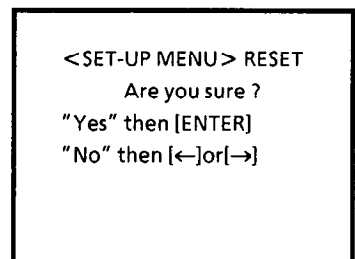 <SET-UP MENU> RESET
Are you sure ?
"Yes" then [ENTER]
"No" then [←]or[→]